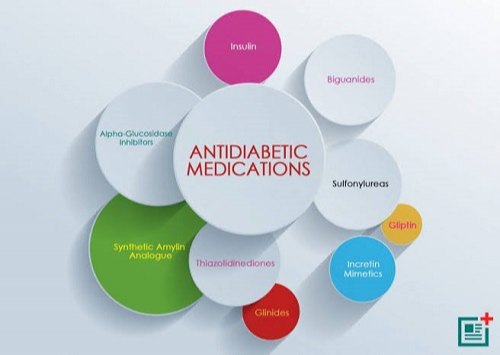 Insulin
Biguanides
Alpha-Glucosidase
Inhibitors
ANTIDIABETIC
MEDICATIONS
Sulfonylureas
Gliptin
Synthetic Amylin
Analogue
Thiazolidinediones
Incretin
Mimetics
Glinides